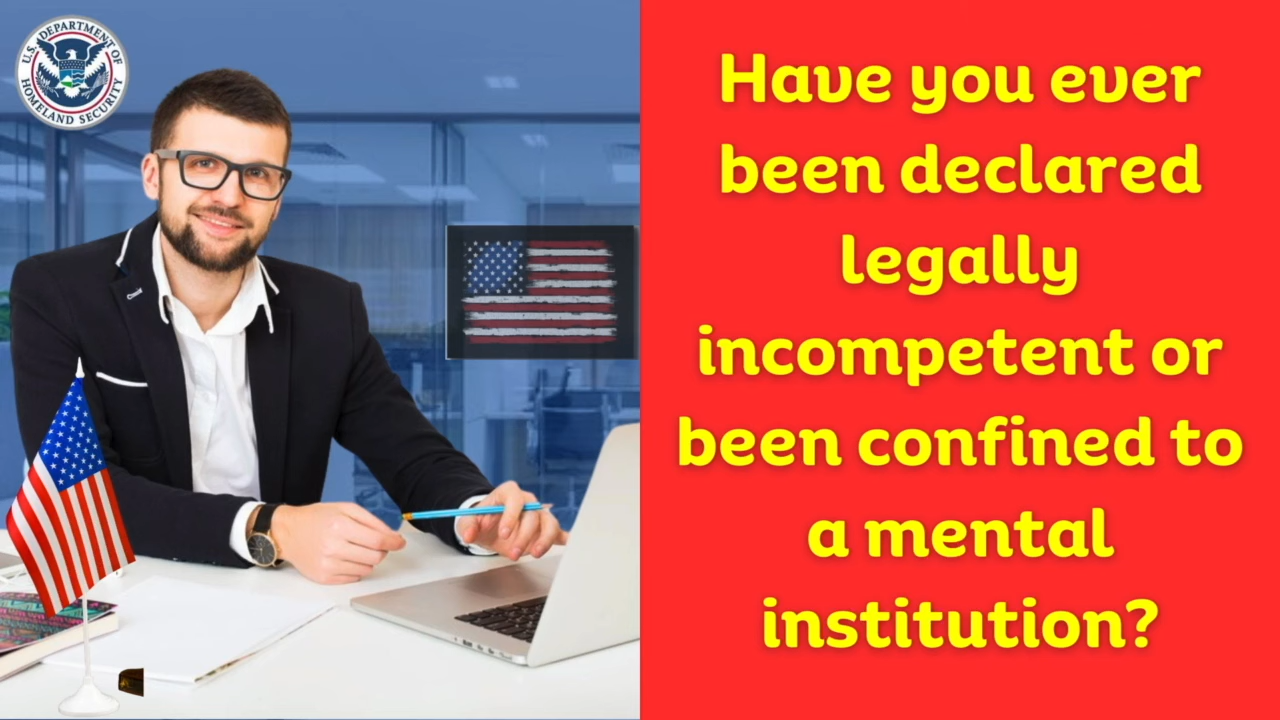 U.S. DEPARTMENT OF
HOMELAND SECURITY
Have you ever
been declared
legally
incompetent or
been confined to
a mental
institution?